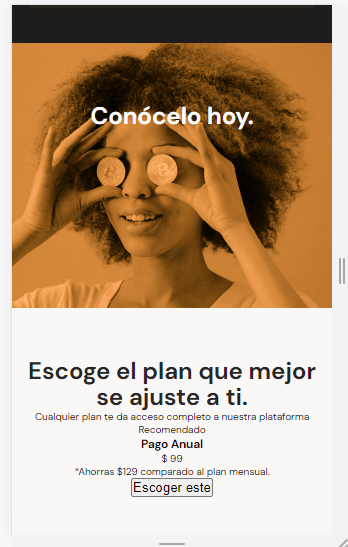 Conócelo hoy.
Escoge el plan que mejor
se ajuste a ti.
Cualquier plan te da acceso completo a nuestra plataforma
Recomendado
Pago Anual
$ 99
*Ahorras $129 comparado al plan mensual.
Escoger este